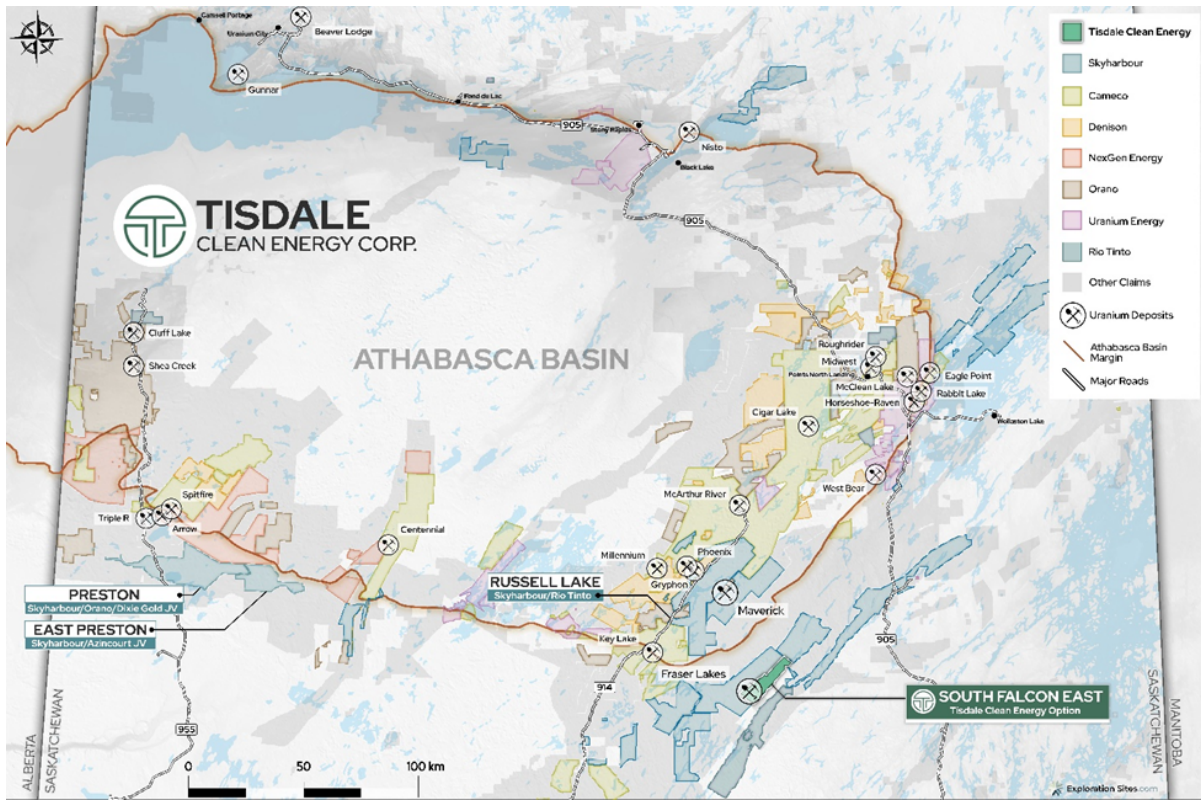 Camsell Portage
Uranium City
Beaver Lodge
Gunnar
Fond du Lac
905
Stony Rapids
Nisto
Black Lake
905
TISDALE
CLEAN ENERGY CORP.
ATHABASCA BASIN
Tisdale Clean Energy
Skyharbour
Cameco
Denison
NexGen Energy
Orano
Uranium Energy
Rio Tinto
Other Claims
Uranium Deposits
Athabasca Basin
Margin
Major Roads
Cluff Lake
Shea Creek
Roughrider
Midwest
Points North Landing
McClean Lake
Horseshoe-Raven
Eagle Point
Rabbit Lake
Wollaston Lake
Cigar Lake
West Bear
McArthur River
Spitfire
Triple R
Arrow
Centennial
Millennium
Phoenix
Gryphon
Maverick
RUSSELL LAKE
Skyharbour/Rio Tinto
PRESTON
Skyharbour/Orano/Dixie Gold JV
EAST PRESTON
Skyharbour/Azincourt JV
Key Lake
Fraser Lakes
914
905
955
SOUTH FALCON EAST
Tisdale Clean Energy Option
ALBERTA
SASKATCHEWAN
SASKATCHEWAN
MANITOBA
0 50 100 km
ExplorationSites.com